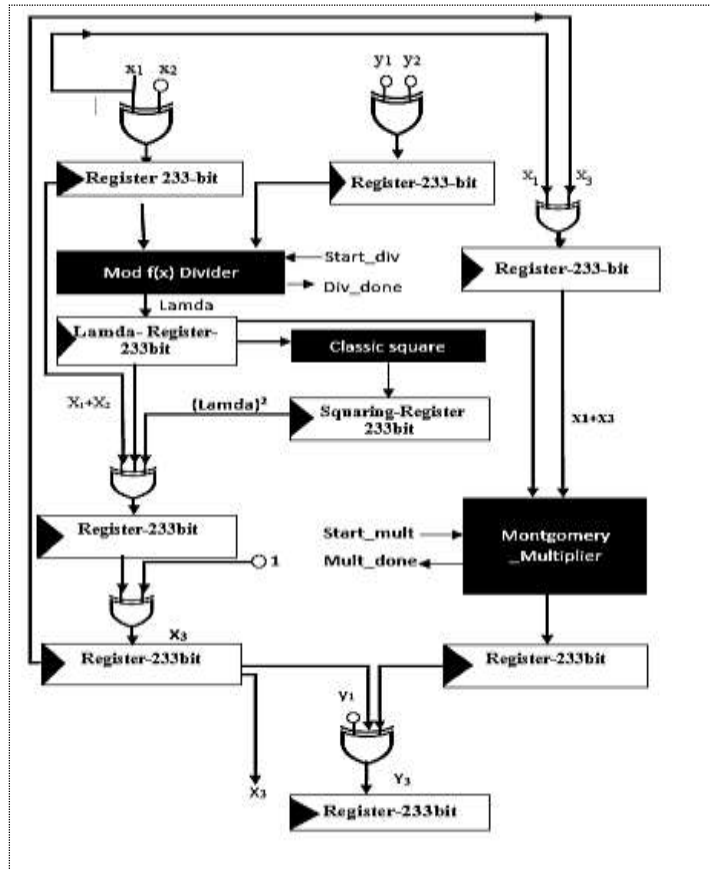 x₁ x₂
y₁ y₂
Register 233-bit
Register-233-bit
x₁ x₃
Register-233-bit
Start_div
Mod f(x) Divider
Div_done
Lamda
Lamda- Register-
233bit
Classic square
X₁+X₂
(Lamda)²
Squaring-Register
233bit
x1+x3
Register-233bit
Start_mult
Montgomery
_Multiplier
Mult_done
1
X₃
Register-233bit
Register-233bit
y₁
X₃
Y₃
Register-233bit